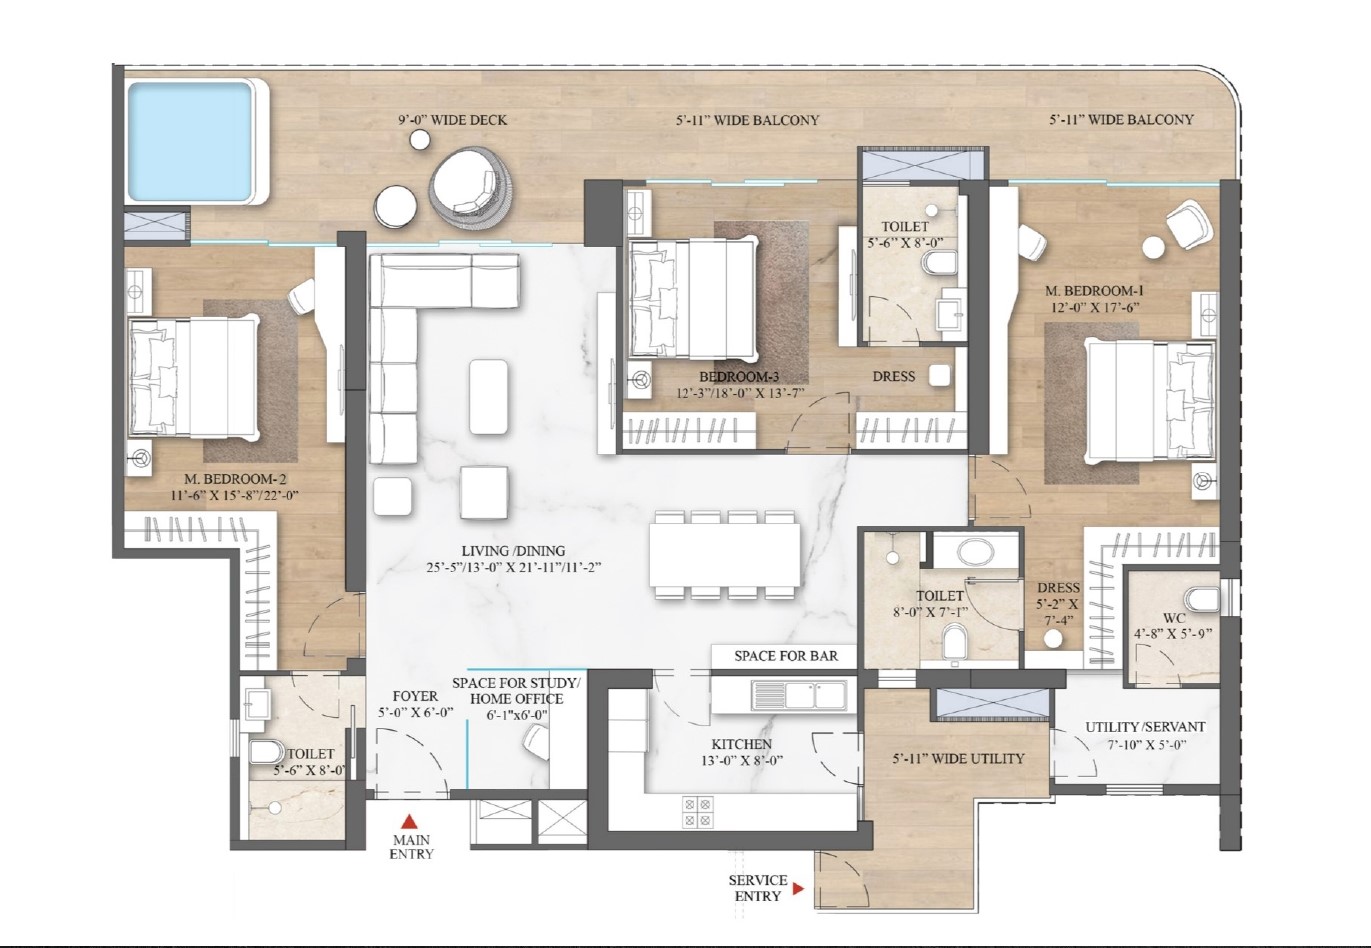 9'-0" WIDE DECK
5'-11" WIDE BALCONY
5'-11" WIDE BALCONY
TOILET
5'-6" X 8'-0"
M. BEDROOM-1
12'-0" X 17'-6"
BEDROOM-3
12'-3"/18'-0" X 13'-7"
DRESS
M. BEDROOM-2
11'-6" X 15'-8"/22'-0"
LIVING /DINING
25'-5"/13'-0" X 21'-11"/11'-2"
TOILET
8'-0" X 7'-1"
DRESS
5'-2" X
7'-4"
WC
4'-8" X 5'-9"
SPACE FOR BAR
FOYER
5'-0" X 6'-0"
SPACE FOR STUDY/
HOME OFFICE
6'-1"x6'-0"
TOILET
5'-6" X 8'-0"
KITCHEN
13'-0" X 8'-0"
5'-11" WIDE UTILITY
UTILITY/SERVANT
7'-10" X 5'-0"
MAIN
ENTRY
SERVICE
ENTRY